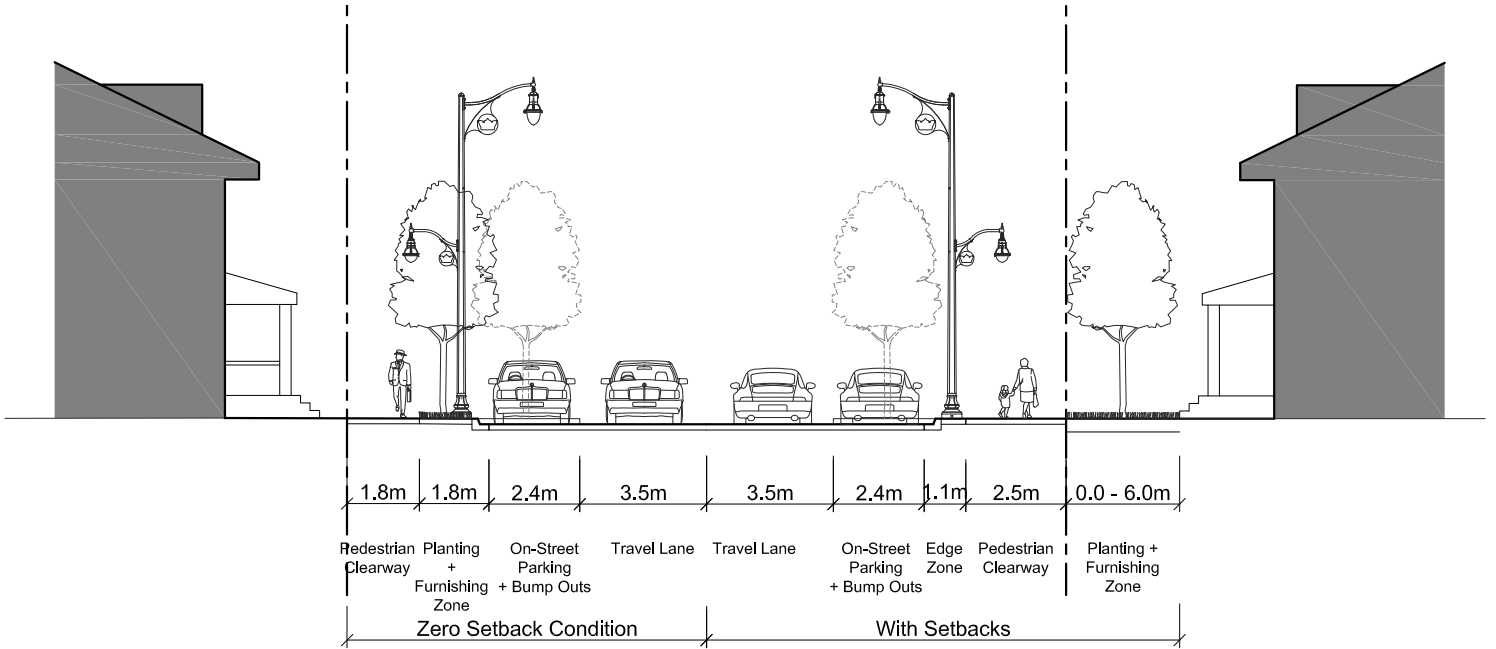 1.8m 1.8m 2.4m 3.5m 3.5m 2.4m 1.1m 2.5m 0.0 - 6.0m
Pedestrian
Clearway
Planting
+
Furnishing
Zone
On-Street
Parking
+ Bump Outs
Travel Lane
Travel Lane
On-Street
Parking
+ Bump Outs
Edge
Zone
Pedestrian
Clearway
Planting +
Furnishing
Zone
Zero Setback Condition
With Setbacks